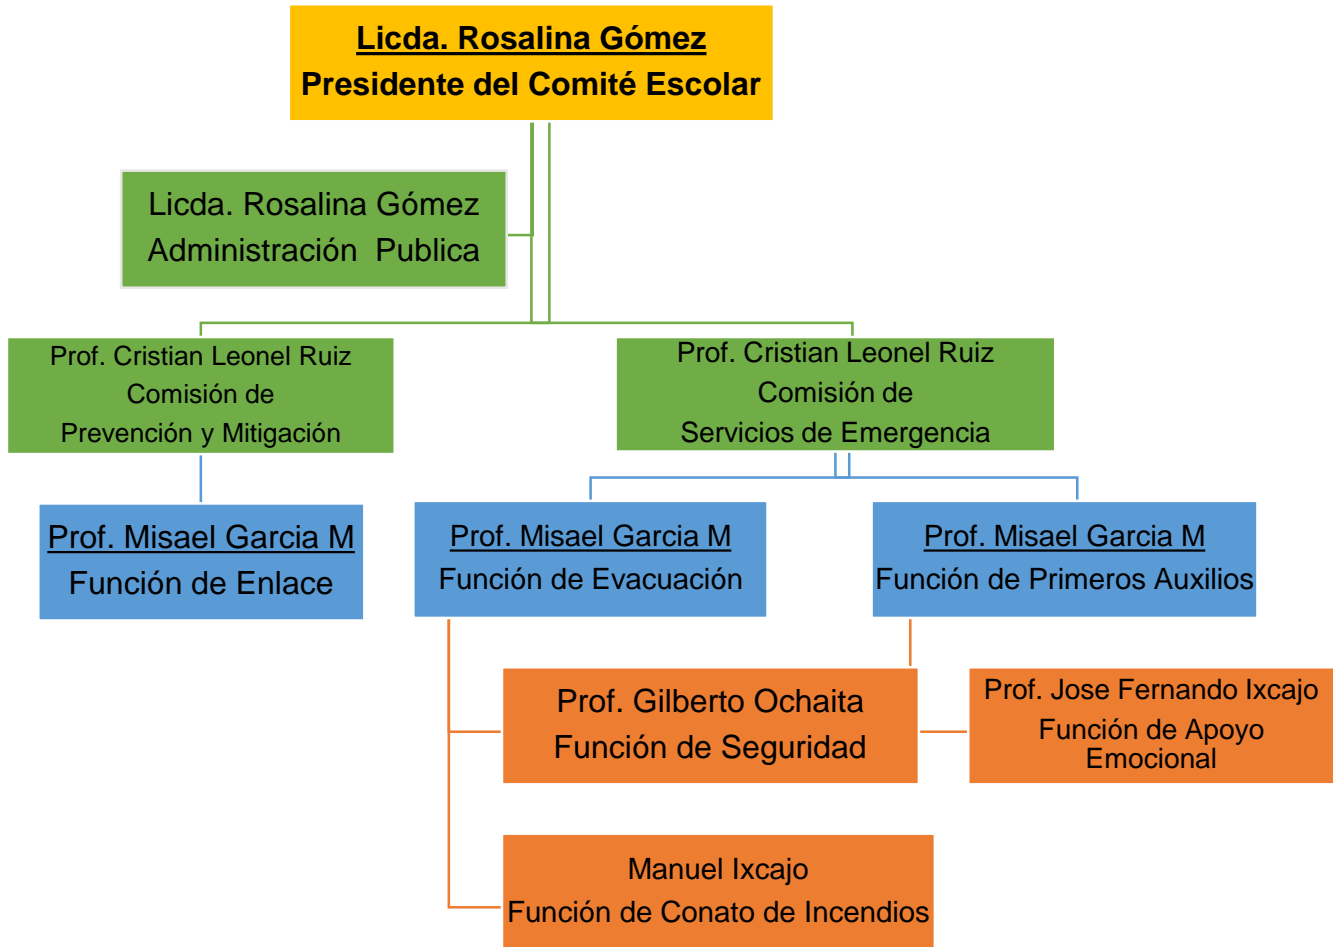 Licda. Rosalina Gómez
Presidente del Comité Escolar
Licda. Rosalina Gómez
Administración Publica
Prof. Cristian Leonel Ruiz
Comisión de
Prevención y Mitigación
Prof. Cristian Leonel Ruiz
Comisión de
Servicios de Emergencia
Prof. Misael Garcia M
Función de Enlace
Prof. Misael Garcia M
Función de Evacuación
Prof. Misael Garcia M
Función de Primeros Auxilios
Prof. Gilberto Ochaita
Función de Seguridad
Prof. Jose Fernando Ixcajo
Función de Apoyo
Emocional
Manuel Ixcajo
Función de Conato de Incendios